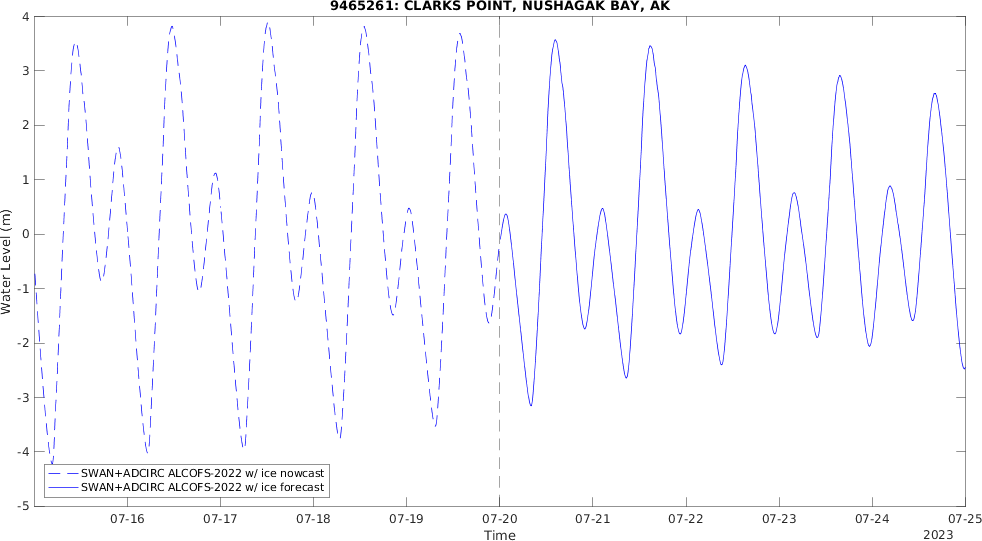 9465261: CLARKS POINT, NUSHAGAK BAY, AK
4
3
2
1
0
-1
-2
-3
-4
-5
Water Level (m)
SWAN+ADCIRC ALCOFS-2022 w/ ice nowcast
SWAN+ADCIRC ALCOFS-2022 w/ ice forecast
07-16 07-17 07-18 07-19 07-20 07-21 07-22 07-23 07-24 07-25
Time
2023